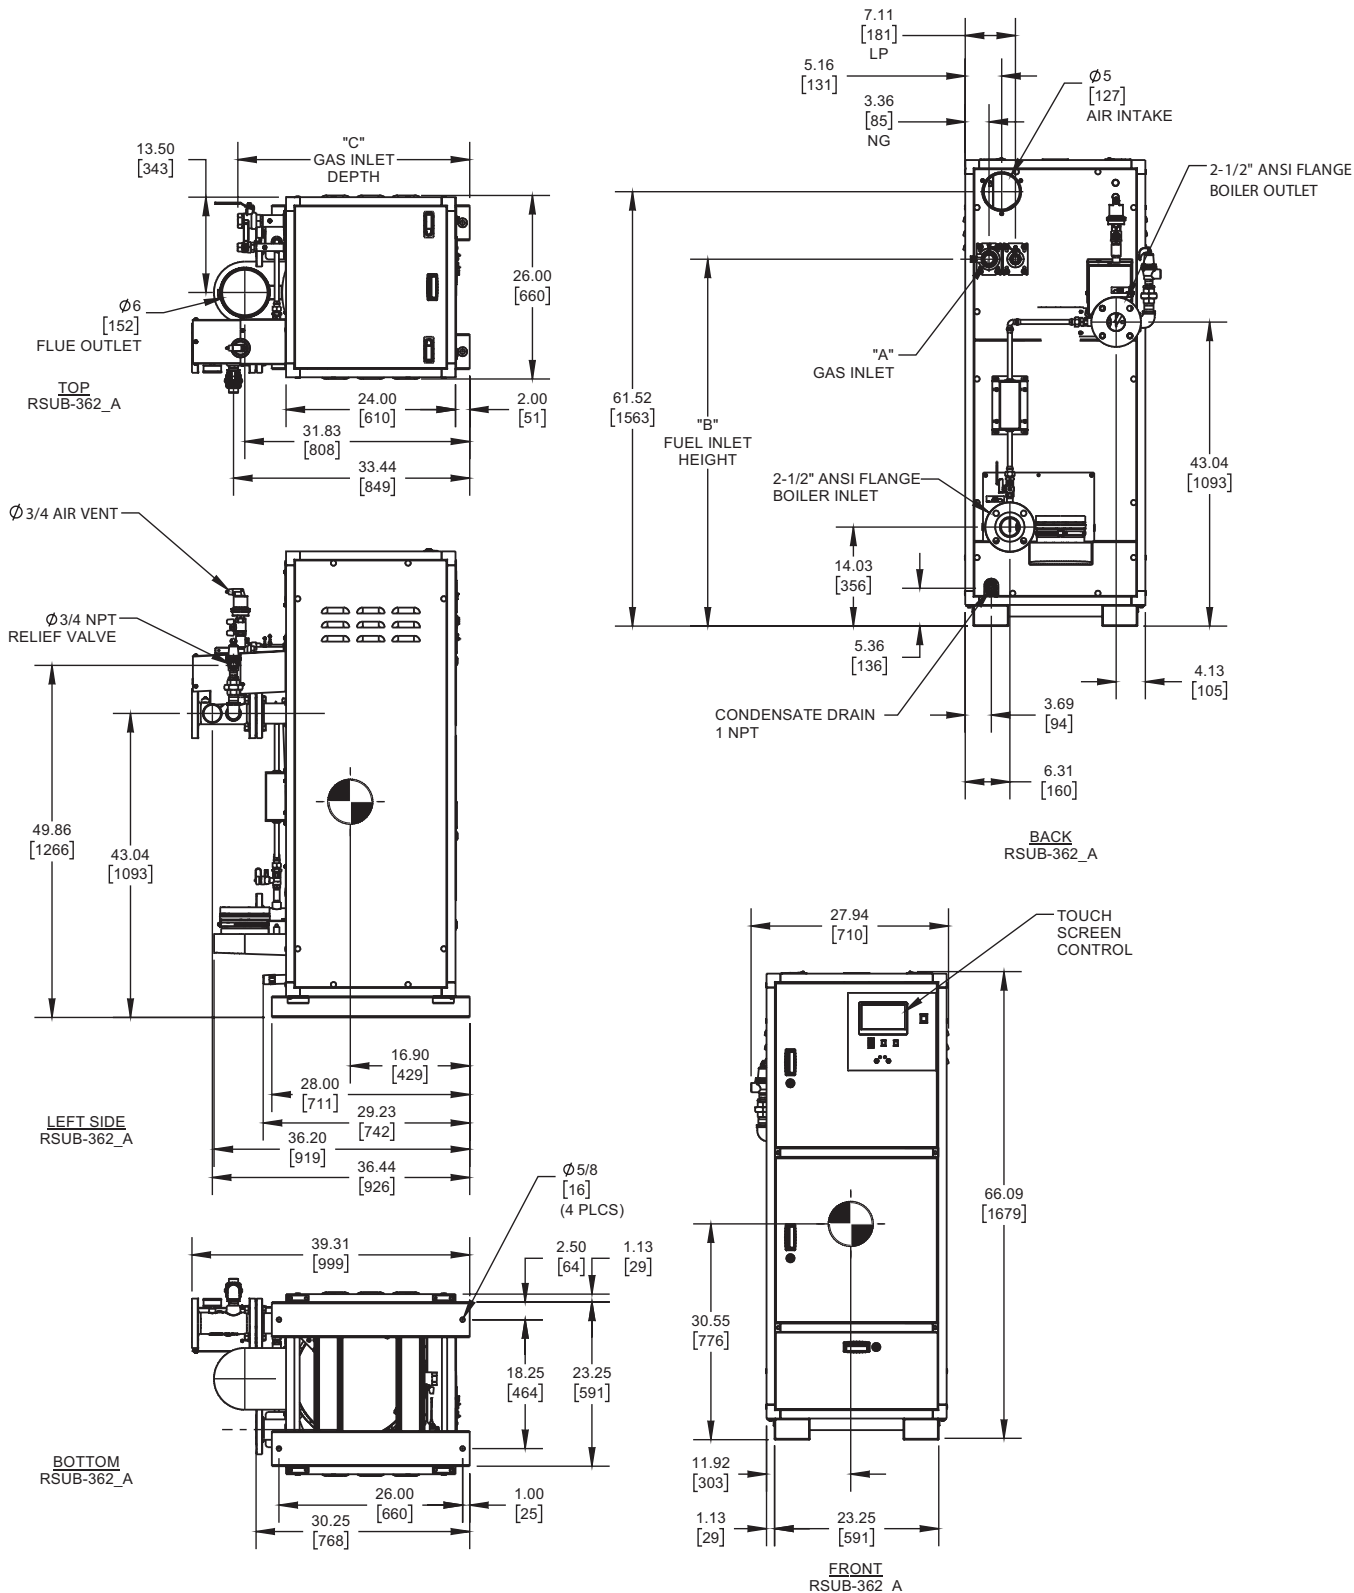 7.11
[181]
LP
5.16
[131]
3.36
[85]
NG
Ø5
[127]
AIR INTAKE
2-1/2" ANSI FLANGE
BOILER OUTLET
13.50
[343]
"C"
GAS INLET
DEPTH
26.00
[660]
Ø6
[152]
FLUE OUTLET
TOP
RSUB-362_A
24.00
[610]
2.00
[51]
31.83
[808]
33.44
[849]
"A"
GAS INLET
61.52
[1563]
"B"
FUEL INLET
HEIGHT
2-1/2" ANSI FLANGE
BOILER INLET
43.04
[1093]
14.03
[356]
5.36
[136]
4.13
[105]
CONDENSATE DRAIN
1 NPT
3.69
[94]
6.31
[160]
BACK
RSUB-362_A
Ø3/4 AIR VENT
Ø3/4 NPT
RELIEF VALVE
49.86
[1266]
43.04
[1093]
16.90
[429]
28.00
[711]
29.23
[742]
36.20
[919]
36.44
[926]
LEFT SIDE
RSUB-362_A
27.94
[710]
TOUCH
SCREEN
CONTROL
66.09
[1679]
30.55
[776]
11.92
[303]
1.13
[29]
23.25
[591]
FRONT
RSUB-362_A
Ø5/8
[16]
(4 PLCS)
39.31
[999]
2.50
[64]
1.13
[29]
18.25
[464]
23.25
[591]
BOTTOM
RSUB-362_A
26.00
[660]
1.00
[25]
30.25
[768]